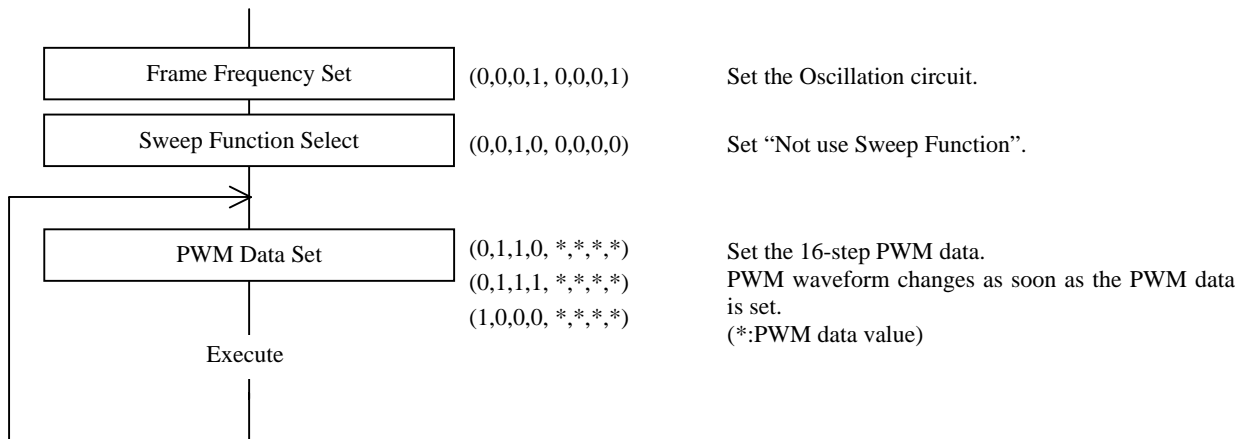 Frame Frequency Set (0,0,0,1, 0,0,0,1) Set the Oscillation circuit.
Sweep Function Select (0,0,1,0, 0,0,0,0) Set “Not use Sweep Function”.
PWM Data Set (0,1,1,0, *,*,*,*) Set the 16-step PWM data.
(0,1,1,1, *,*,*,*) PWM waveform changes as soon as the PWM data
is set.
(1,0,0,0, *,*,*,*)
(*:PWM data value)
Execute